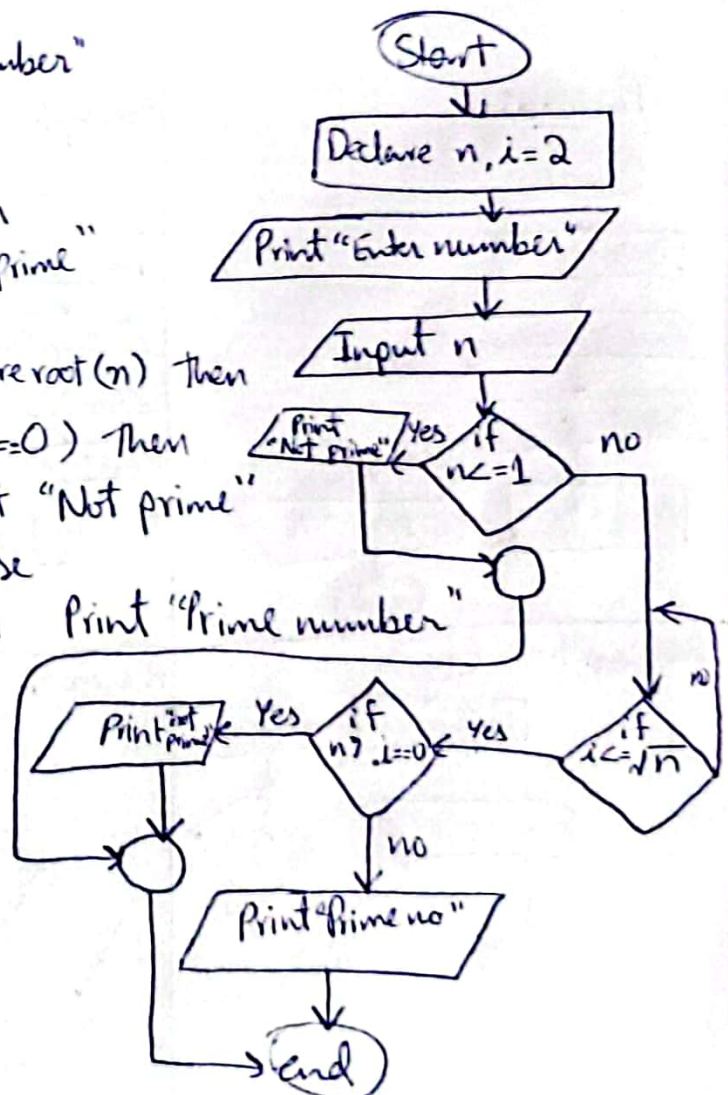 umber"
Prime"
re root (n) then
==0) then
t "Not prime"
se
Print "Prime number"
Start
Declare n, i=2
Print "Enter number"
Input n
if
n<=1
Yes
Print
"Not prime"
no
if
i<=√n
no
Yes
if
i==0
Yes
Print "not
prime"
no
Print "Prime no"
end